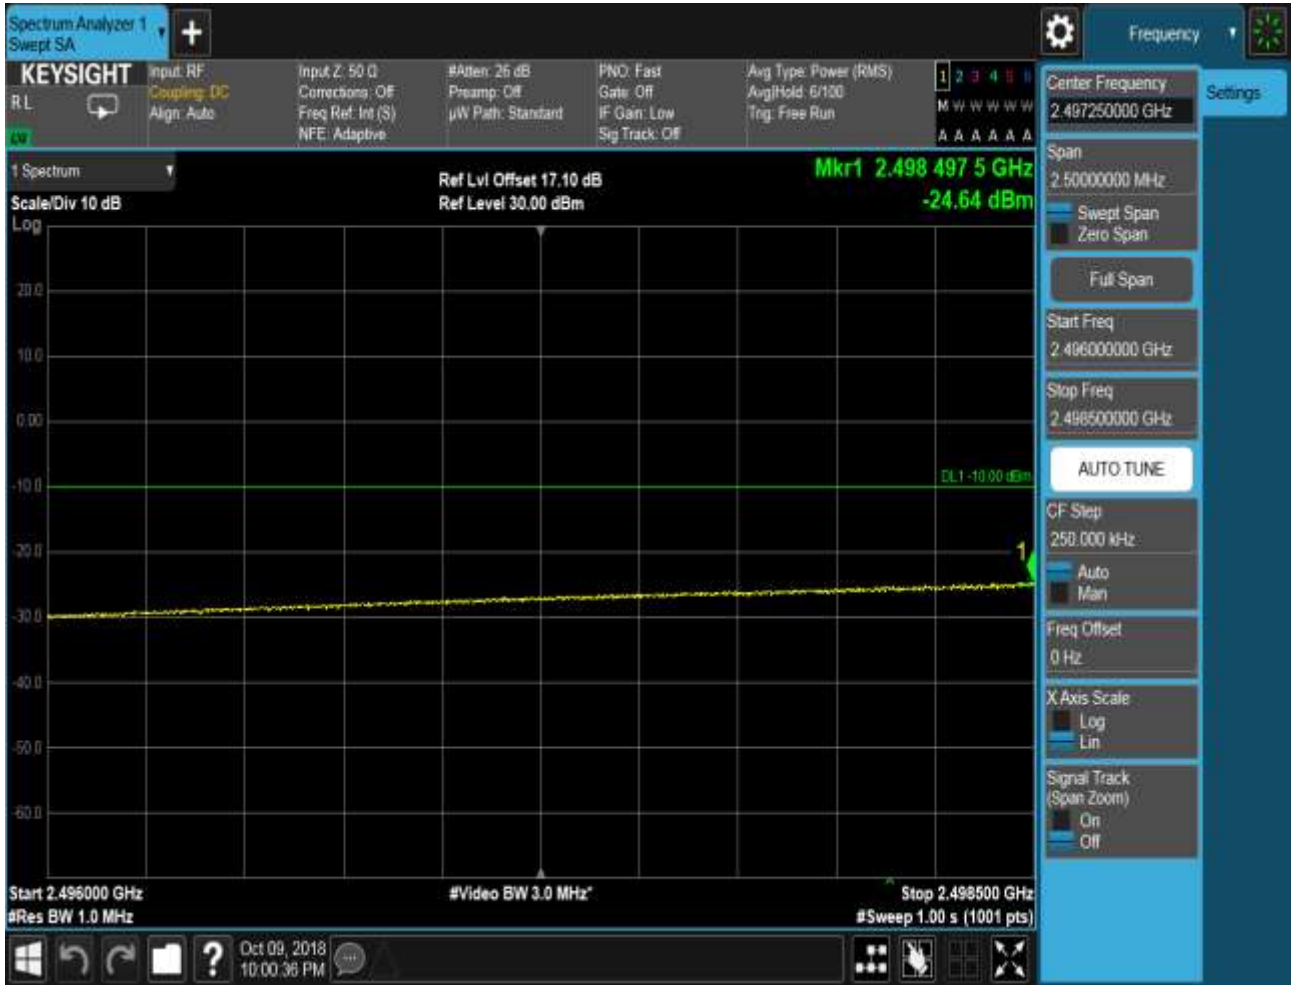 Spectrum Analyzer 1
Swept SA
Frequency
KEYSIGHT
RL
Input: RF
Coupling: DC
Align: Auto
Input Z: 50 Ω
Corrections: Off
Freq Ref: Int (S)
NFE: Adaptive
#Atten: 26 dB
Preamp: Off
µW Path: Standard
PNO: Fast
Gate: Off
IF Gain: Low
Sig Track: Off
Avg Type: Power (RMS)
Avg|Hold: 6/100
Trig: Free Run
1 2 3 4 5 6
M W W W W W
A A A A A A
1 Spectrum
Scale/Div 10 dB
Log
Ref Lvl Offset 17.10 dB
Ref Level 30.00 dBm
Mkr1 2.498 497 5 GHz
-24.64 dBm
20.0
10.0
0.00
-10.0
-20.0
-30.0
-40.0
-50.0
-60.0
DL1 -10.00 dBm
1
Start 2.496000 GHz
#Res BW 1.0 MHz
#Video BW 3.0 MHz*
Stop 2.498500 GHz
#Sweep 1.00 s (1001 pts)
Oct 09, 2018
10:00:36 PM
Center Frequency
2.497250000 GHz
Settings
Span
2.50000000 MHz
Swept Span
Zero Span
Full Span
Start Freq
2.496000000 GHz
Stop Freq
2.498500000 GHz
AUTO TUNE
CF Step
250.000 kHz
Auto
Man
Freq Offset
0 Hz
X Axis Scale
Log
Lin
Signal Track
(Span Zoom)
On
Off